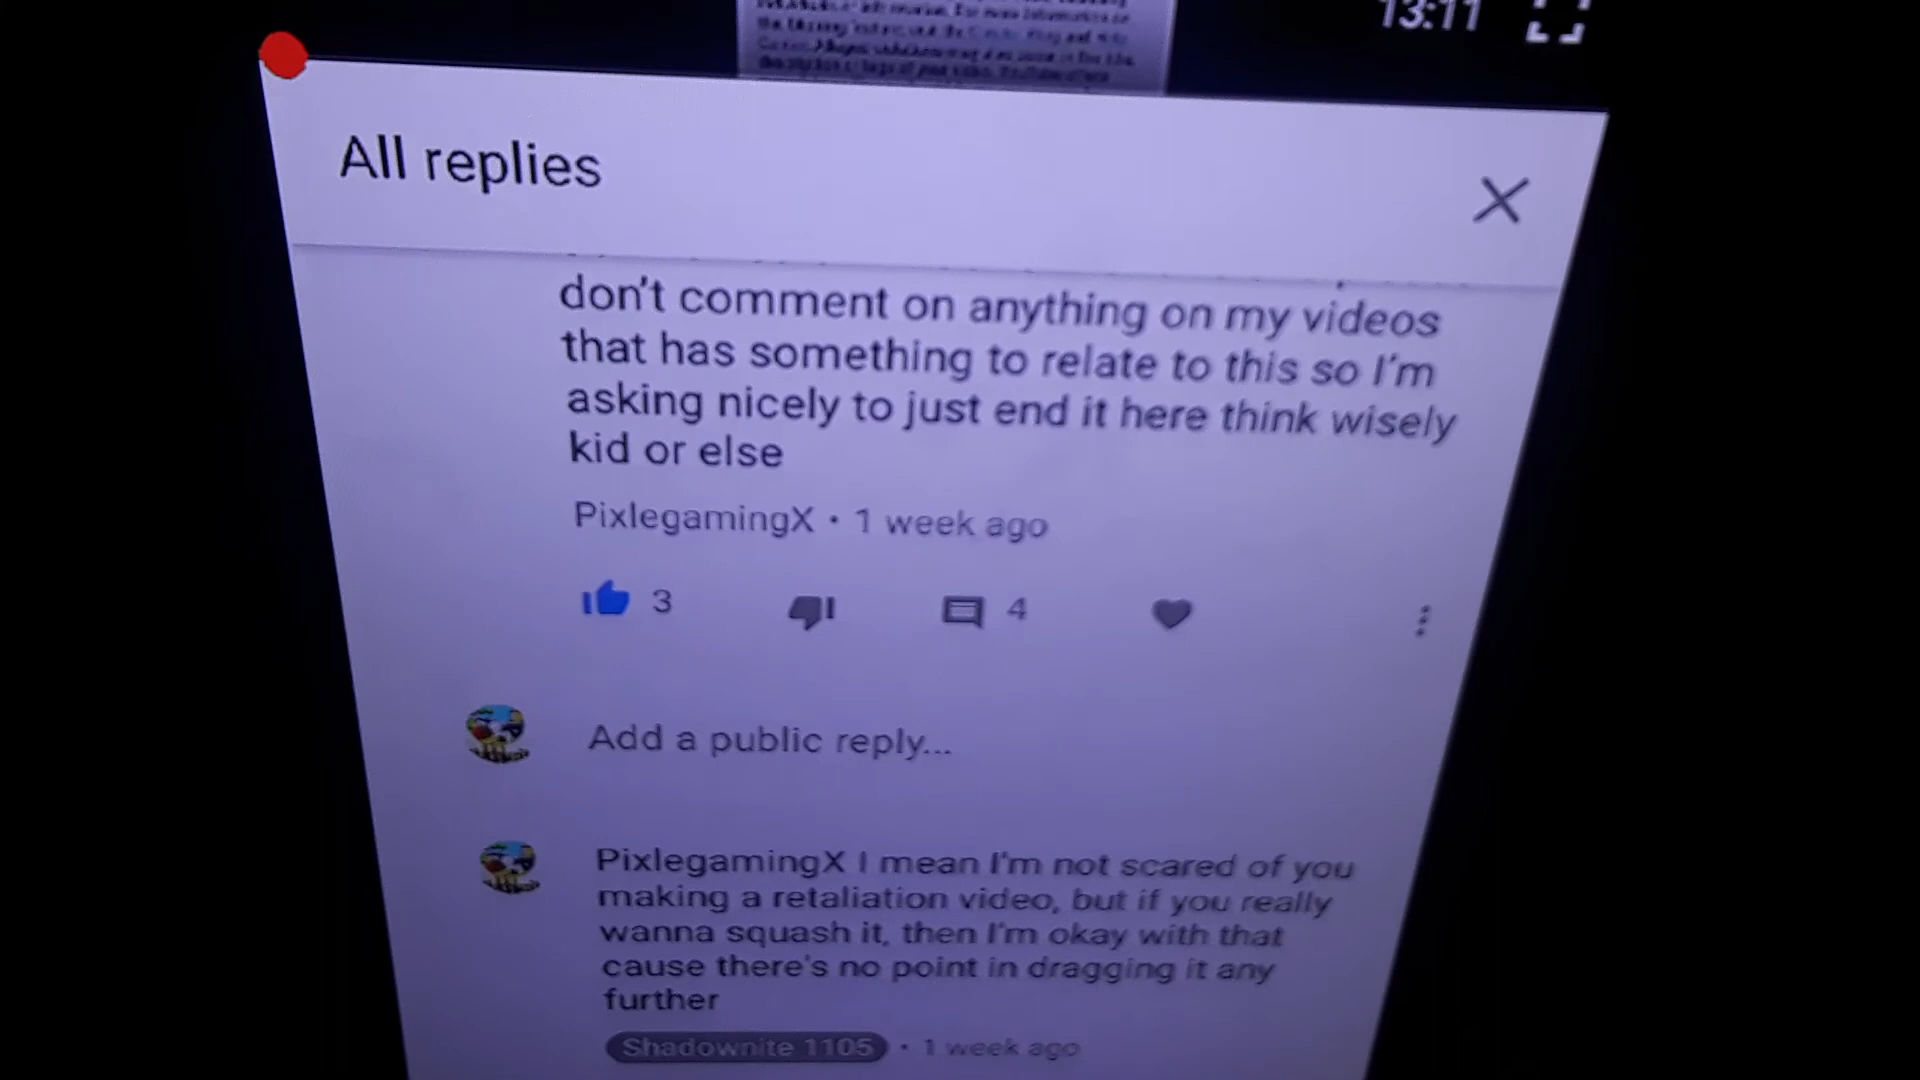 13:11
All replies
don't comment on anything on my videos
that has something to relate to this so I'm
asking nicely to just end it here think wisely
kid or else
PixlegamingX • 1 week ago
3
4
Add a public reply...
PixlegamingX I mean I'm not scared of you
making a retaliation video, but if you really
wanna squash it, then I'm okay with that
cause there's no point in dragging it any
further
Shadownite 1105 • 1 week ago